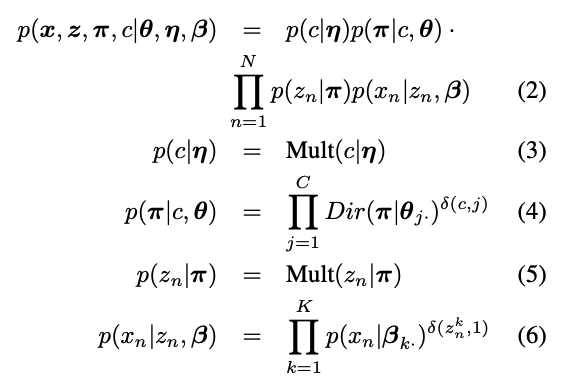 p(x, z, π, c|θ, η, β) = p(c|η)p(π|c, θ) ·
∏_{n=1}^{N} p(z_n|π)p(x_n|z_n, β) (2)
p(c|η) = Mult(c|η) (3)
p(π|c, θ) = ∏_{j=1}^{C} Dir(π|θ_{j·})^{δ(c,j)} (4)
p(z_n|π) = Mult(z_n|π) (5)
p(x_n|z_n, β) = ∏_{k=1}^{K} p(x_n|β_{k·})^{δ(z_n^k,1)} (6)